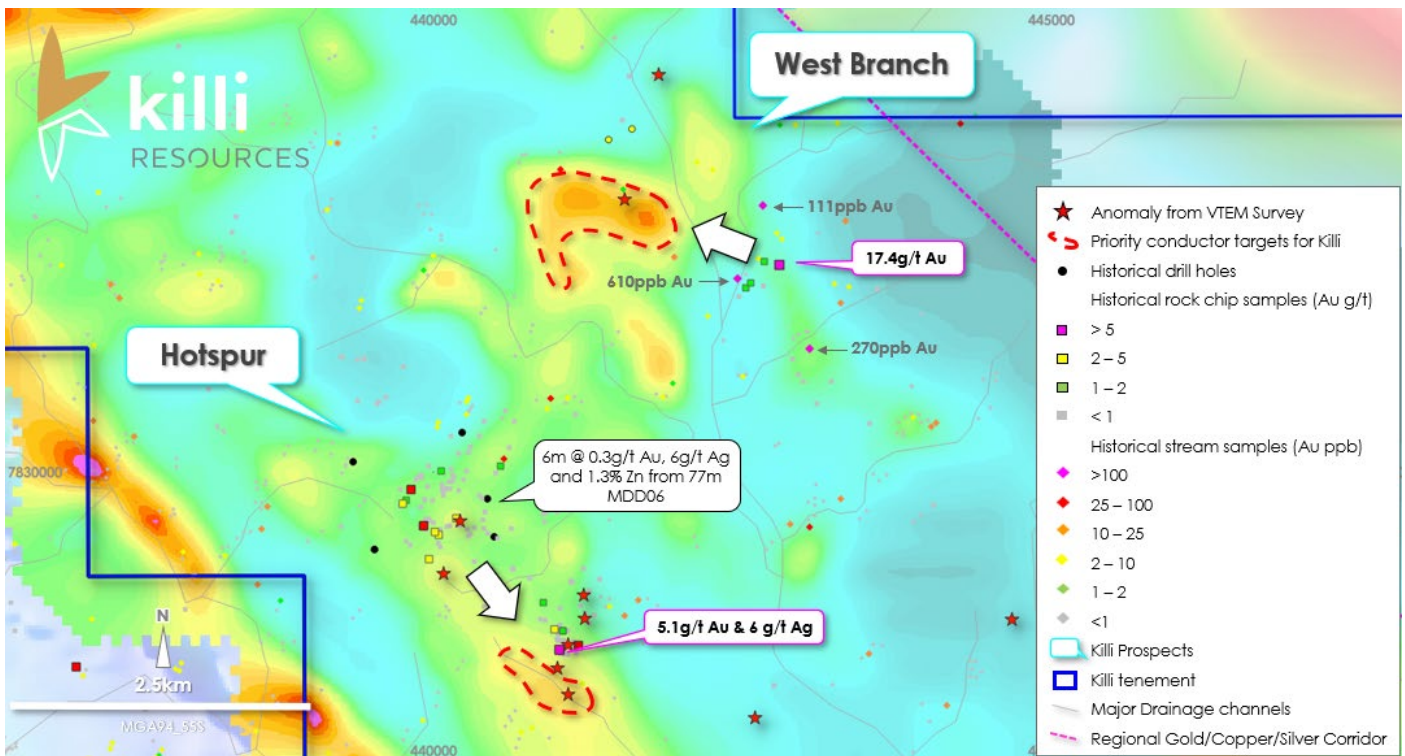 440000
445000
killi
RESOURCES
West Branch
111ppb Au
17.4g/t Au
610ppb Au
270ppb Au
Hotspur
7830000
6m @ 0.3g/t Au, 6g/t Ag
and 1.3% Zn from 77m
MDD06
5.1g/t Au & 6 g/t Ag
N
2.5km
MGA94_55S
440000
Anomaly from VTEM Survey
Priority conductor targets for Killi
Historical drill holes
Historical rock chip samples (Au g/t)
> 5
2 – 5
1 – 2
< 1
Historical stream samples (Au ppb)
>100
25 – 100
10 – 25
2 – 10
1 – 2
<1
Killi Prospects
Killi tenement
Major Drainage channels
Regional Gold/Copper/Silver Corridor